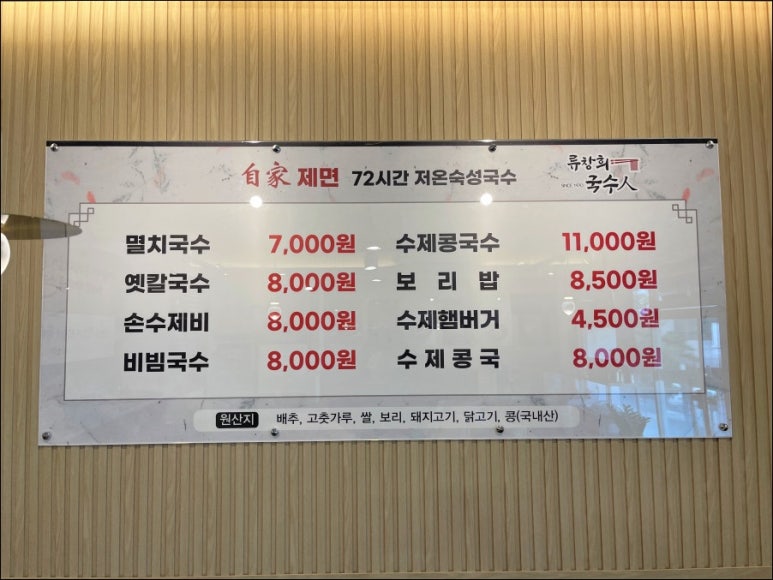 自家 제면 72시간 저온숙성국수
류창희
국수人
멸치국수 7,000원 수제콩국수 11,000원
옛칼국수 8,000원 보리밥 8,500원
손수제비 8,000원 수제햄버거 4,500원
비빔국수 8,000원 수제콩국 8,000원
원산지 배추, 고춧가루, 쌀, 보리, 돼지고기, 닭고기, 콩(국내산)